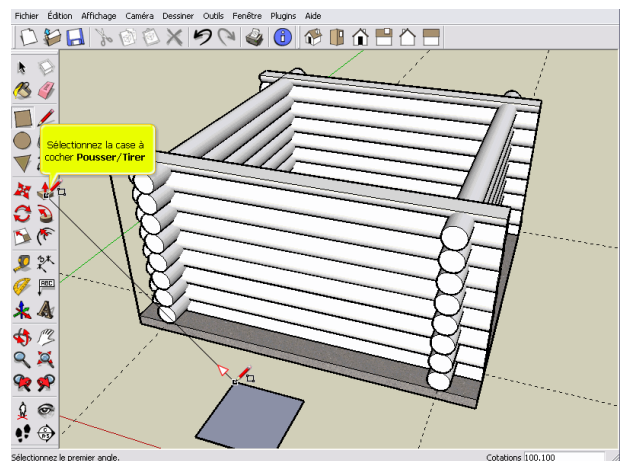 Fichier Édition Affichage Caméra Dessiner Outils Fenêtre Plugins Aide
Sélectionnez la case à
cocher Pousser/Tirer
ABC
Sélectionnez le premier angle.
Cotations 100,100